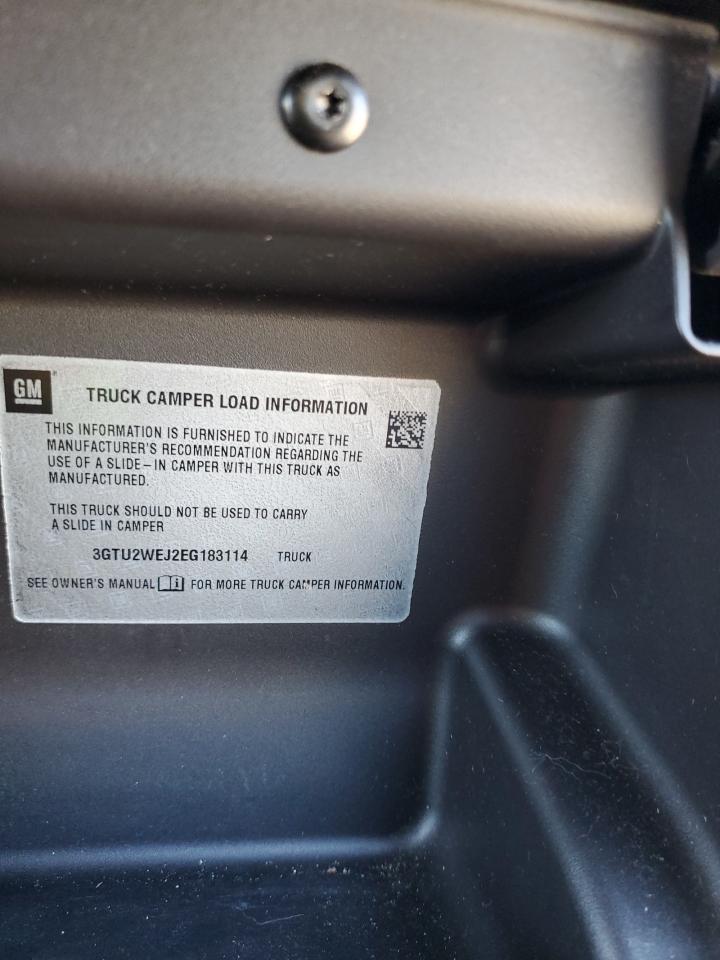 GM
TRUCK CAMPER LOAD INFORMATION
THIS INFORMATION IS FURNISHED TO INDICATE THE
MANUFACTURER'S RECOMMENDATION REGARDING THE
USE OF A SLIDE–IN CAMPER WITH THIS TRUCK AS
MANUFACTURED.
THIS TRUCK SHOULD NOT BE USED TO CARRY
A SLIDE IN CAMPER
3GTU2WEJ2EG183114 TRUCK
SEE OWNER'S MANUAL FOR MORE TRUCK CAMPER INFORMATION.